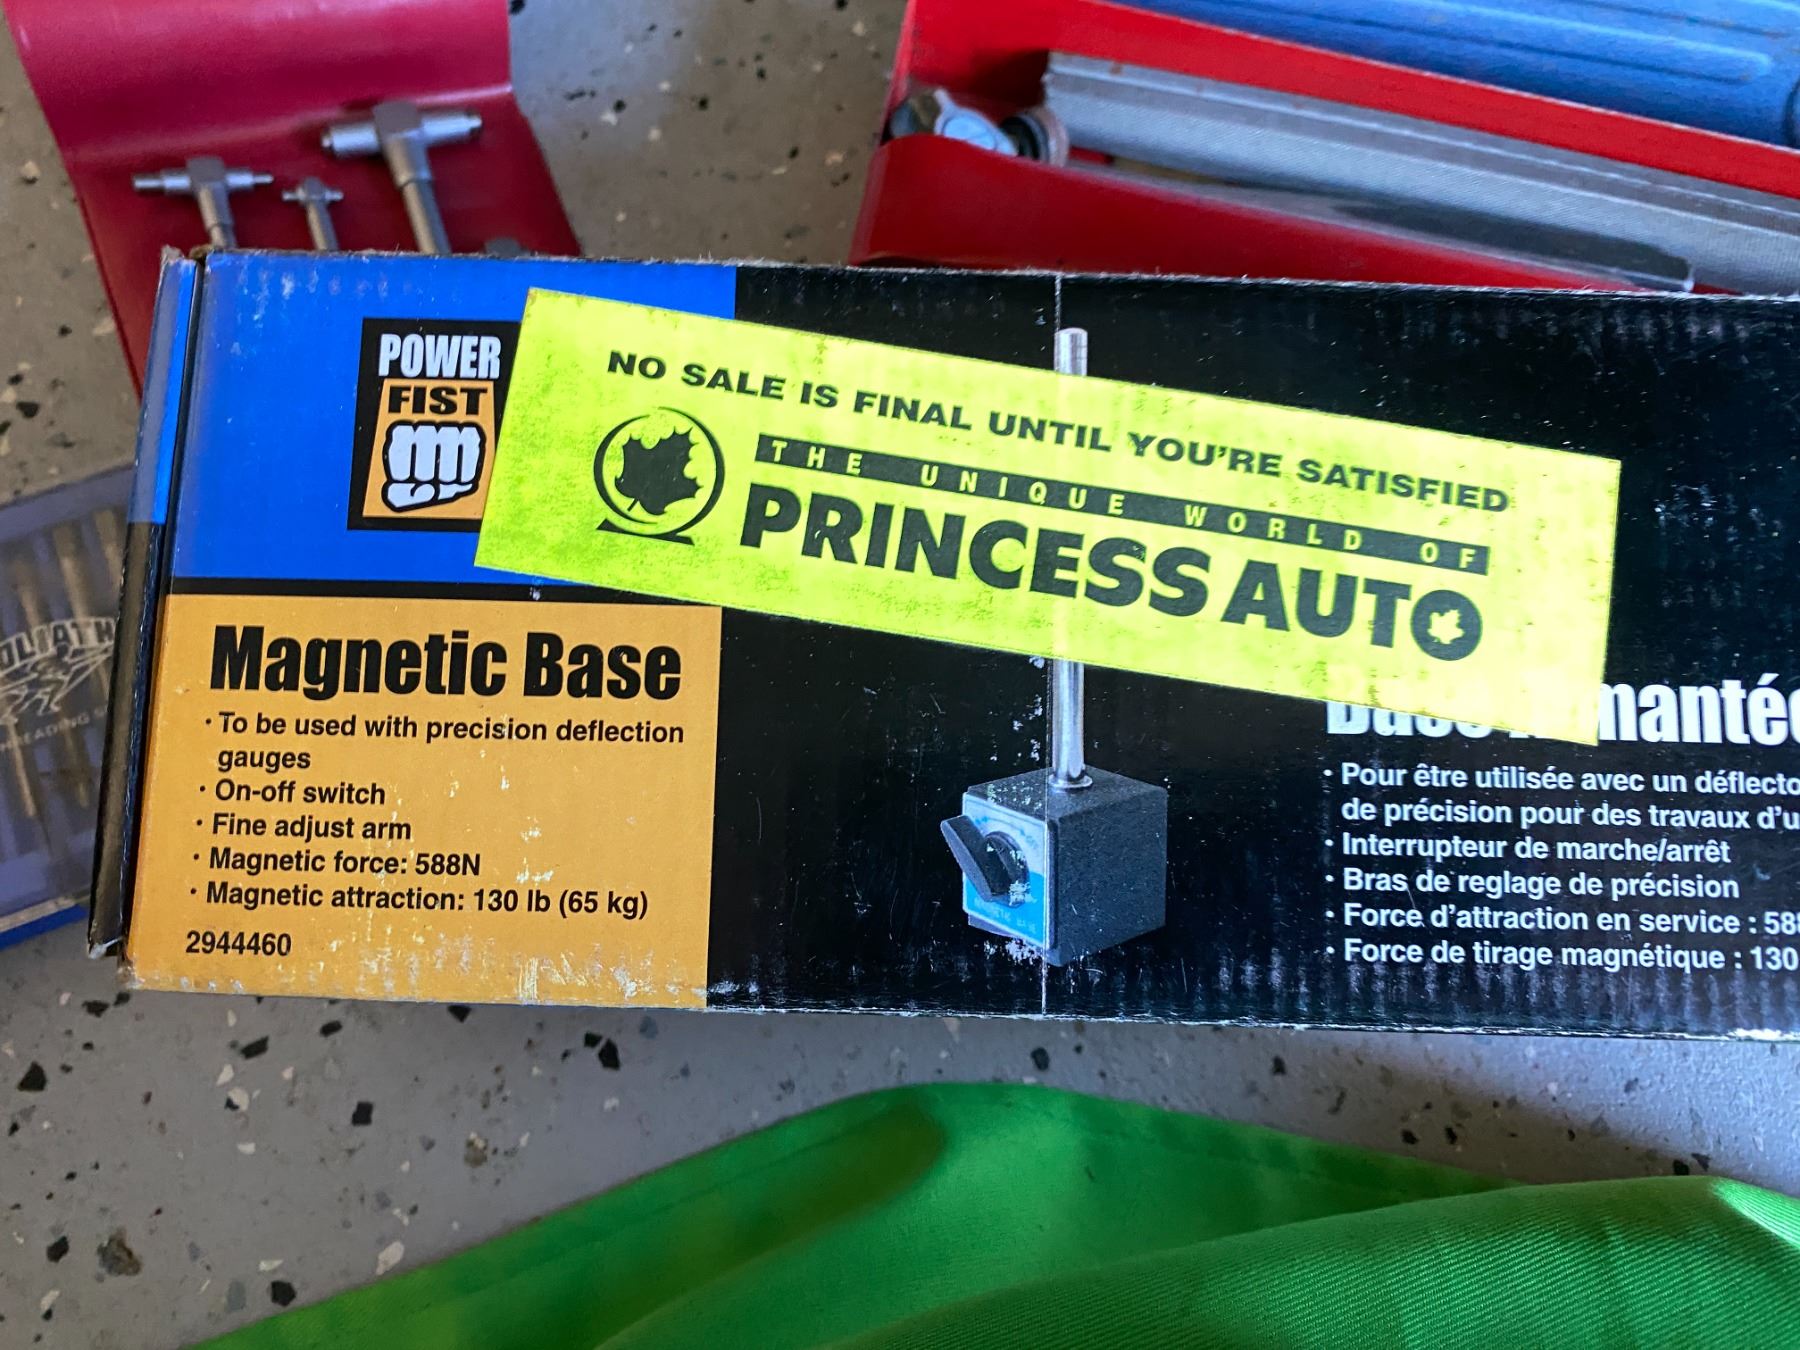 POWER
FIST
NO SALE IS FINAL UNTIL YOU'RE SATISFIED
THE UNIQUE WORLD OF
PRINCESS AUTO
Magnetic Base
· To be used with precision deflection
gauges
· On-off switch
· Fine adjust arm
· Magnetic force: 588N
· Magnetic attraction: 130 lb (65 kg)
2944460
· Pour être utilisée avec un déflecto
de précision pour des travaux d'u
· Interrupteur de marche/arrêt
· Bras de reglage de précision
· Force d'attraction en service : 58
· Force de tirage magnétique : 130
MAGNETIC BASE
OLIATH